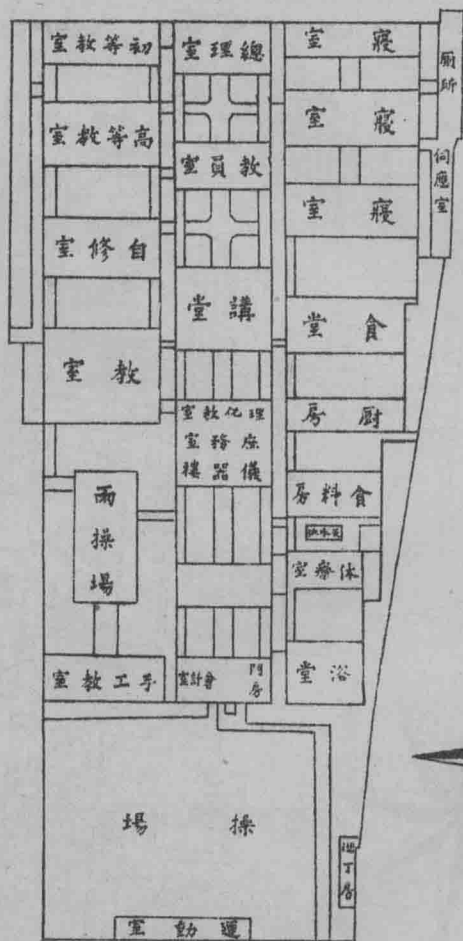 廁所
伺應室
寢室
寢室
寢室
食堂
厨房
食料房
体療室
浴堂
總理室
教員室
講堂
理化教室
庶務室
儀器樓
門房
會計室
初等教室
高等教室
自修室
教室
雨操場
手工教室
操場
運動室